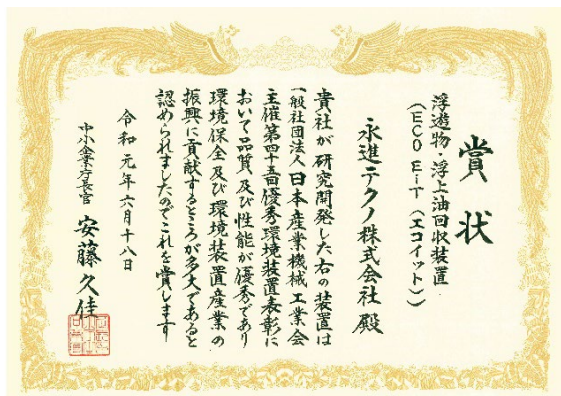 賞状
浮遊物・浮上油回収装置
(ECO EiT(エコイット))
永進テクノ株式会社 殿
貴社が研究開発した右の装置は
一般社団法人日本産業機械工業会
主催第四十五回優秀環境装置表彰に
おいて品質及び性能が優秀であり
環境保全及び環境装置産業の
振興に貢献するところが多大であると
認められましたのでこれを賞します
令和元年六月十八日
中小企業庁長官 安藤久佳